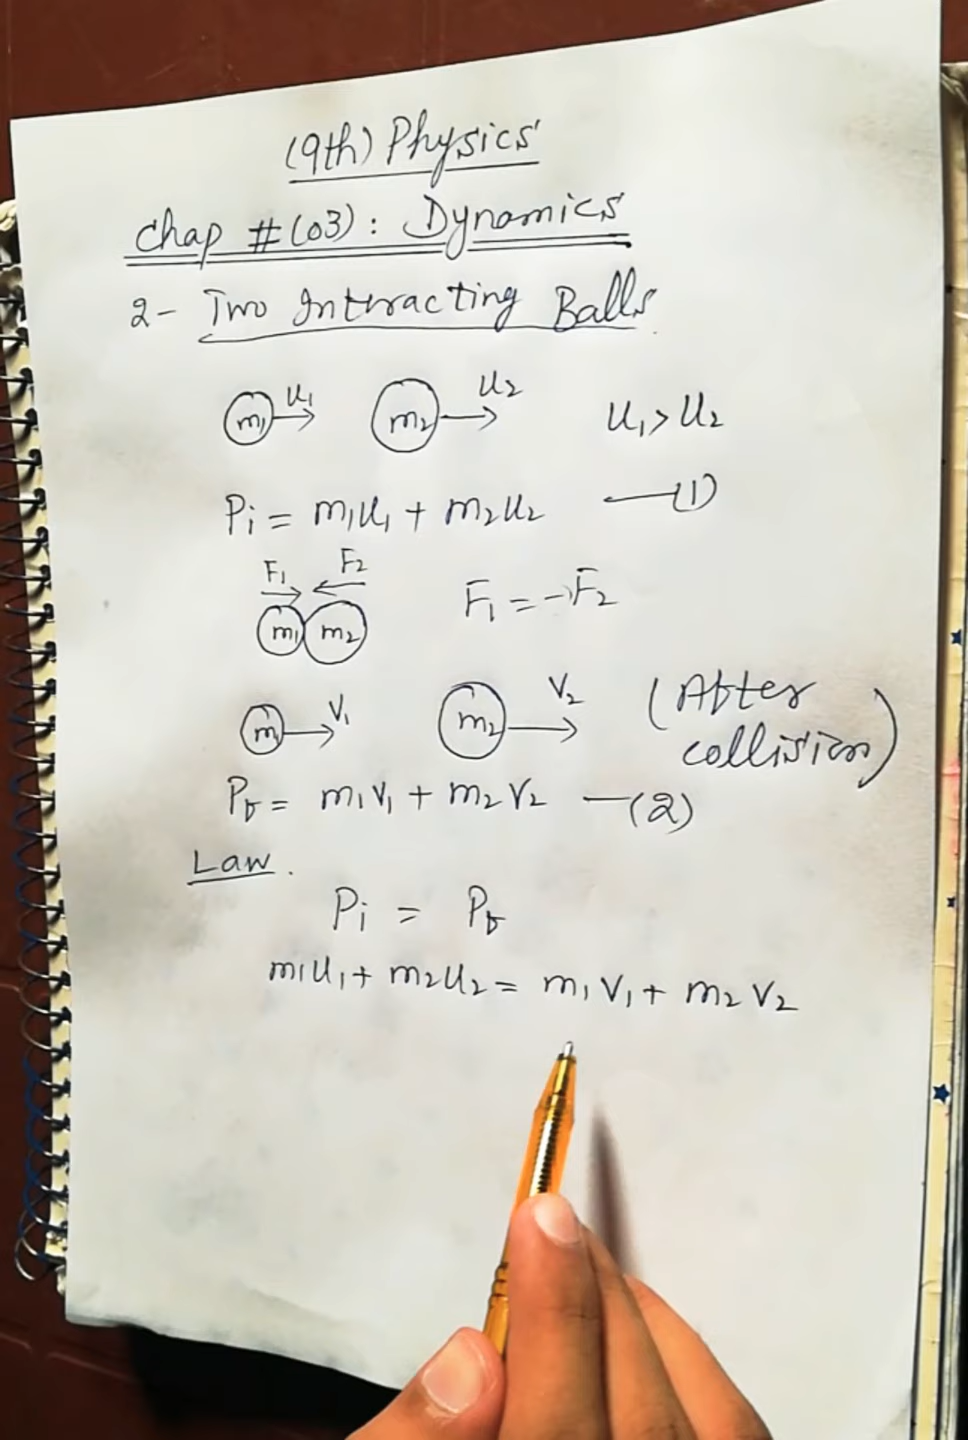 (9th) Physics
Chap #(03): Dynamics
2- Two Interacting Balls
m1 u1 m2 u2 u1>u2
Pi = m1u1 + m2u2 —(1)
F1 F2
m1 m2 F1 = -F2
m1 V1 m2 V2 (After collision)
Pf = m1V1 + m2V2 —(2)
Law.
Pi = Pf
m1u1 + m2u2 = m1V1 + m2V2